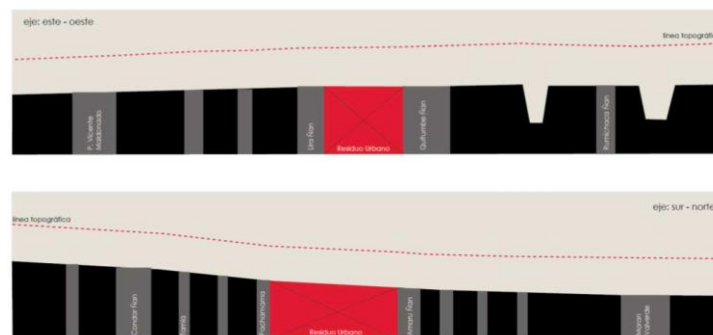 eje: este - oeste
línea topográfica
P. Vicente
Maldonado
Lira Ñan
Residuo Urbano
Quitumbe Ñan
Rumichaca Ñan
eje: sur - norte
línea topográfica
Condor Ñan
Pachamama
Residuo Urbano
Amaru Ñan
Moran
Valverde